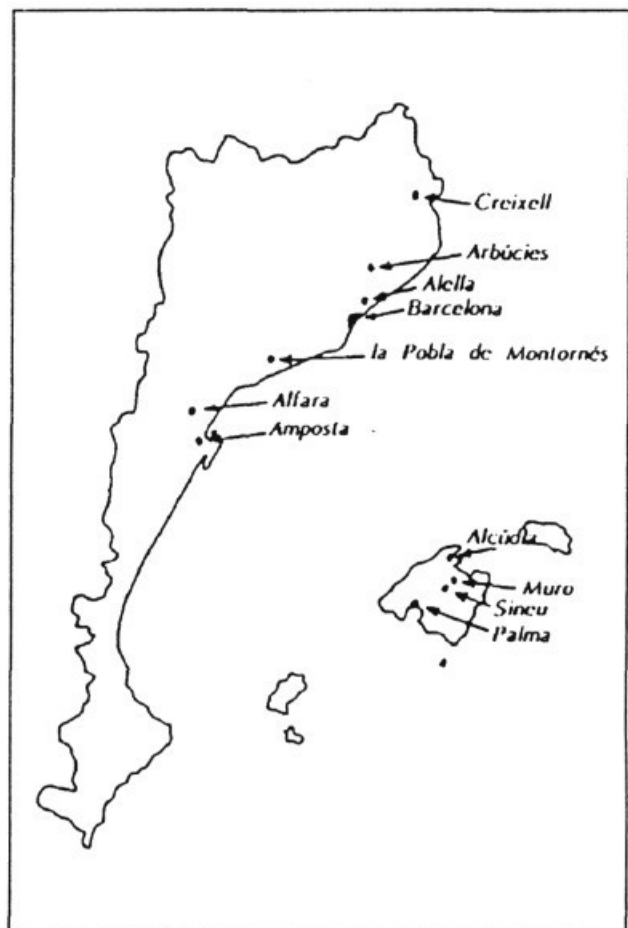 Creixell
Arbúcies
Alella
Barcelona
la Pobla de Montornés
Alfara
Amposta
Alcúdia
Muro
Sineu
Palma